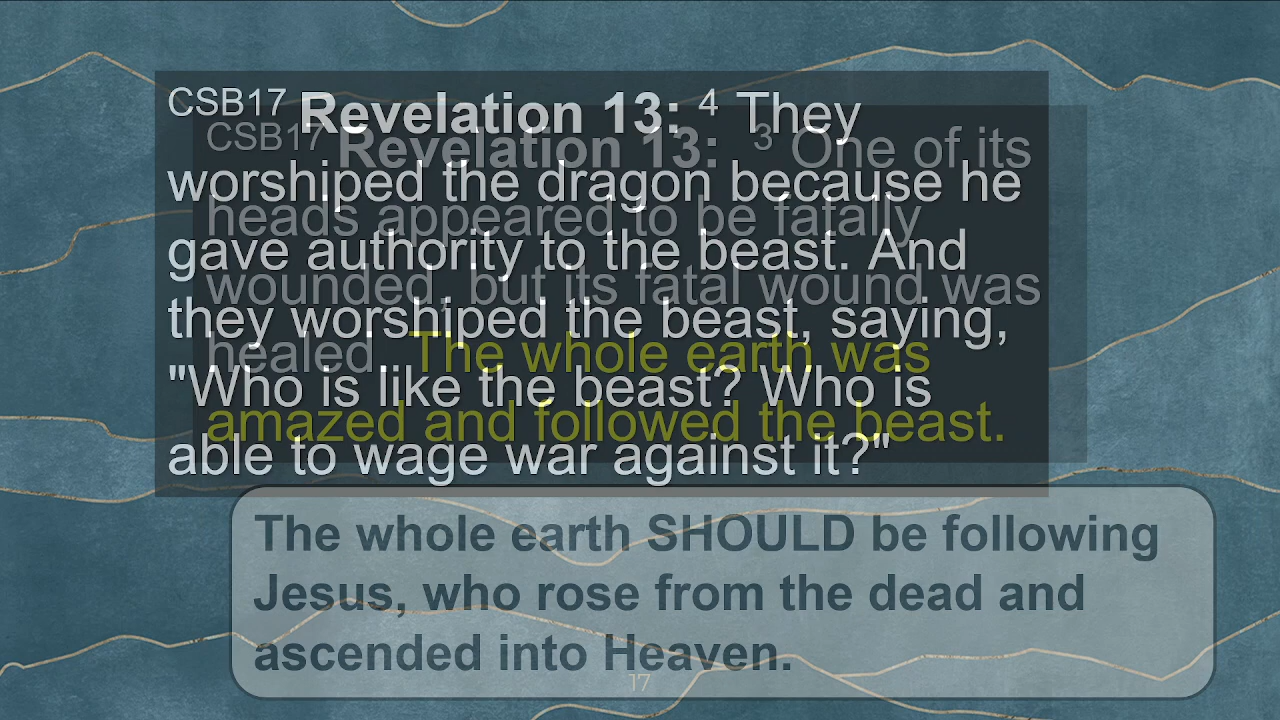 CSB17 Revelation 13: 4 They
worshiped the dragon because he
gave authority to the beast. And
they worshiped the beast, saying,
"Who is like the beast? Who is
able to wage war against it?"
CSB17 Revelation 13: 3 One of its
heads appeared to be fatally
wounded, but its fatal wound was
healed. The whole earth was
amazed and followed the beast.
The whole earth SHOULD be following
Jesus, who rose from the dead and
ascended into Heaven.
17